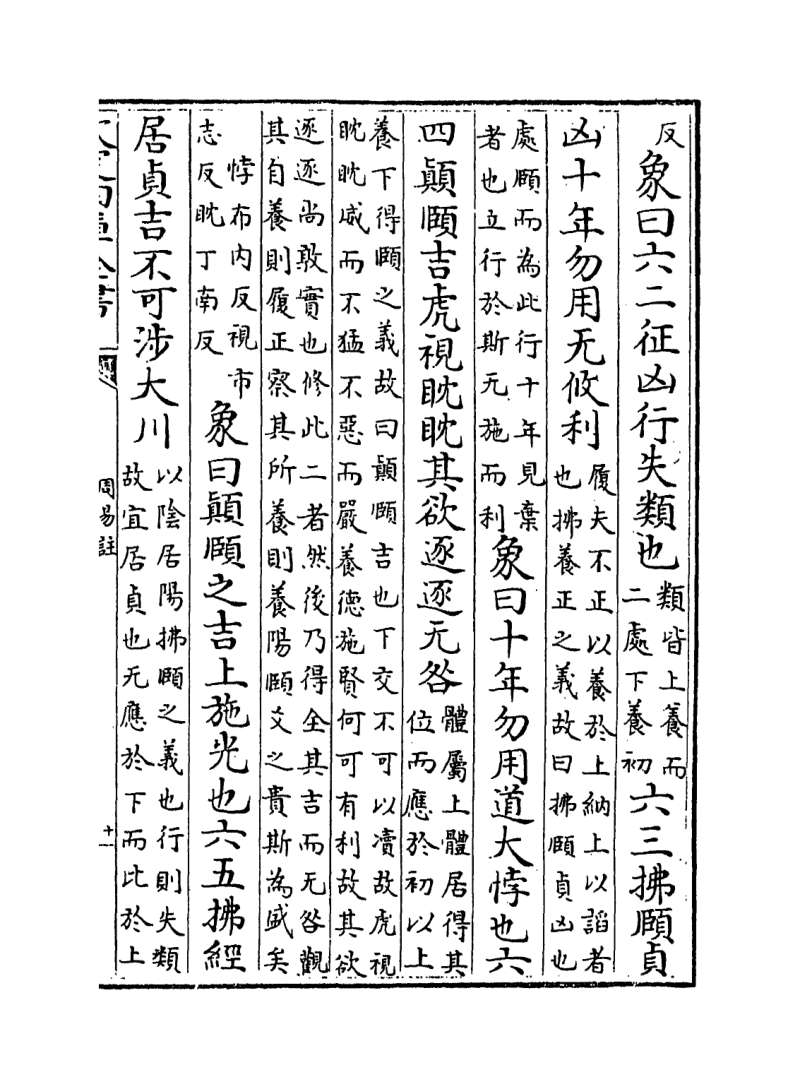 反象曰六二征凶行失類也類皆上養而二處下養初六三拂頤貞
凶十年勿用无攸利履夫不正以養於上納上以諂者也拂養正之義故曰拂頤貞凶也
處頤而為此行十年見棄者也立行於斯无施而利象曰十年勿用道大悖也六
四顚頤吉虎視眈眈其欲逐逐无咎體屬上體居得其位而應於初以上
養下得頤之義故曰顚頤吉也下交不可以瀆故虎視眈眈威而不猛不惡而嚴養德施賢何可有利故其欲
逐逐尚敦實也修此二者然後乃得全其吉而无咎觀其自養則履正察其所養則養陽頤爻之貴斯為盛矣
悖布內反視市志反眈丁南反象曰顚頤之吉上施光也六五拂經
居貞吉不可涉大川以陰居陽拂頤之義也行則失類故宜居貞也无應於下而比於上
周易註
十一